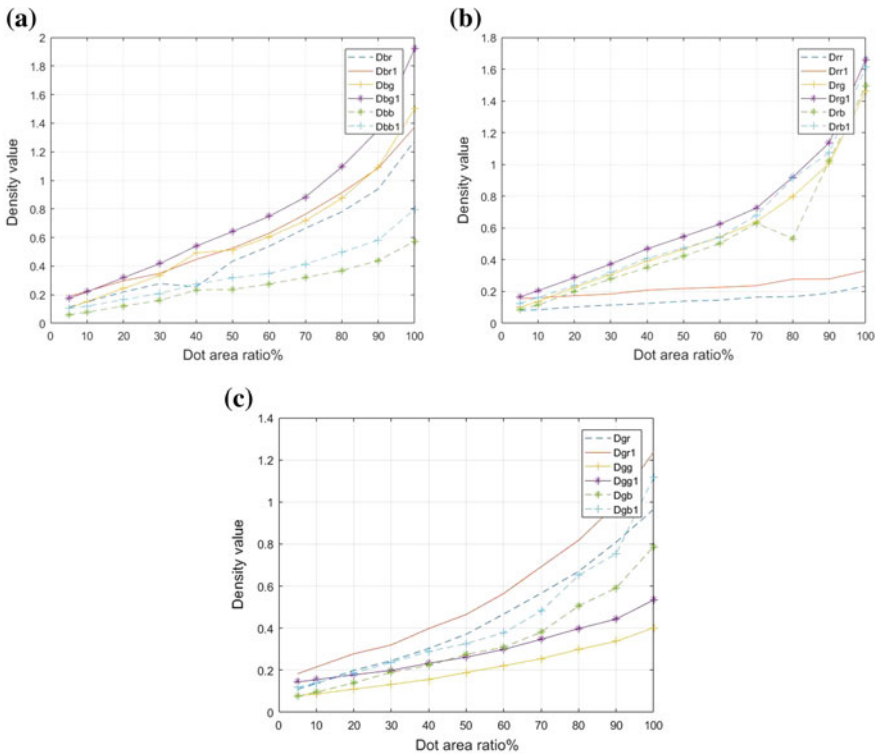 (a)
2
1.8
1.6
1.4
1.2
1
0.8
0.6
0.4
0.2
0
Density value
0 10 20 30 40 50 60 70 80 90 100
Dot area ratio%
Dbr
Dbr1
Dbg
Dbg1
Dbb
Dbb1
(b)
1.8
1.6
1.4
1.2
1
0.8
0.6
0.4
0.2
0
Density value
0 10 20 30 40 50 60 70 80 90 100
Dot area ratio%
Drr
Drr1
Drg
Drg1
Drb
Drb1
(c)
1.4
1.2
1
0.8
0.6
0.4
0.2
0
Density value
0 10 20 30 40 50 60 70 80 90 100
Dot area ratio%
Dgr
Dgr1
Dgg
Dgg1
Dgb
Dgb1